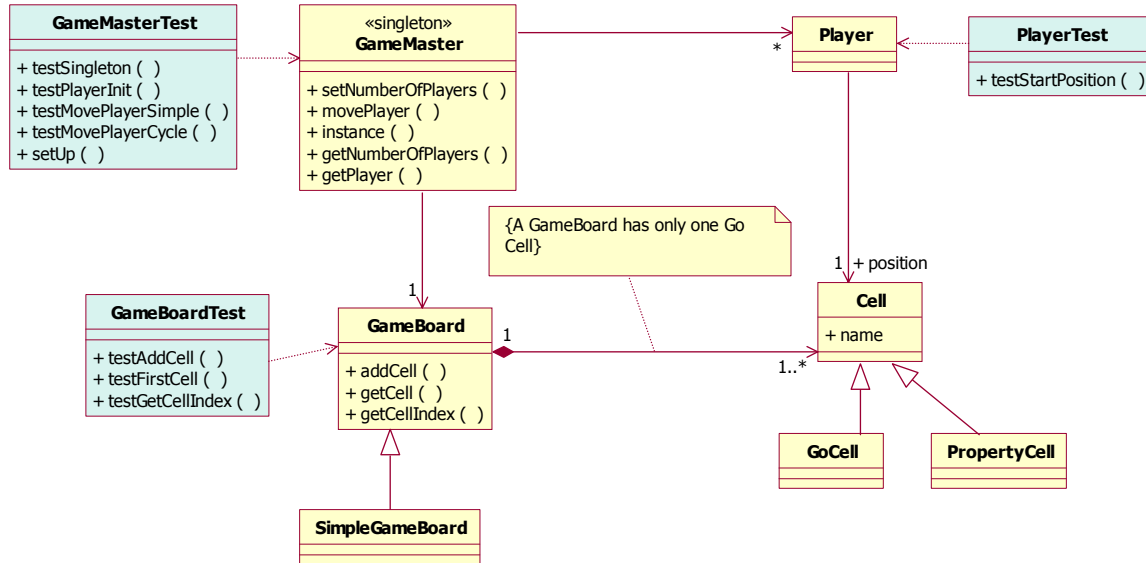 GameMasterTest
+ testSingleton ( )
+ testPlayerInit ( )
+ testMovePlayerSimple ( )
+ testMovePlayerCycle ( )
+ setUp ( )
«singleton»
GameMaster
+ setNumberOfPlayers ( )
+ movePlayer ( )
+ instance ( )
+ getNumberOfPlayers ( )
+ getPlayer ( )
*
Player
PlayerTest
+ testStartPosition ( )
{A GameBoard has only one Go
Cell}
1 + position
1
GameBoardTest
+ testAddCell ( )
+ testFirstCell ( )
+ testGetCellIndex ( )
GameBoard
+ addCell ( )
+ getCell ( )
+ getCellIndex ( )
1
1..*
Cell
+ name
GoCell
PropertyCell
SimpleGameBoard